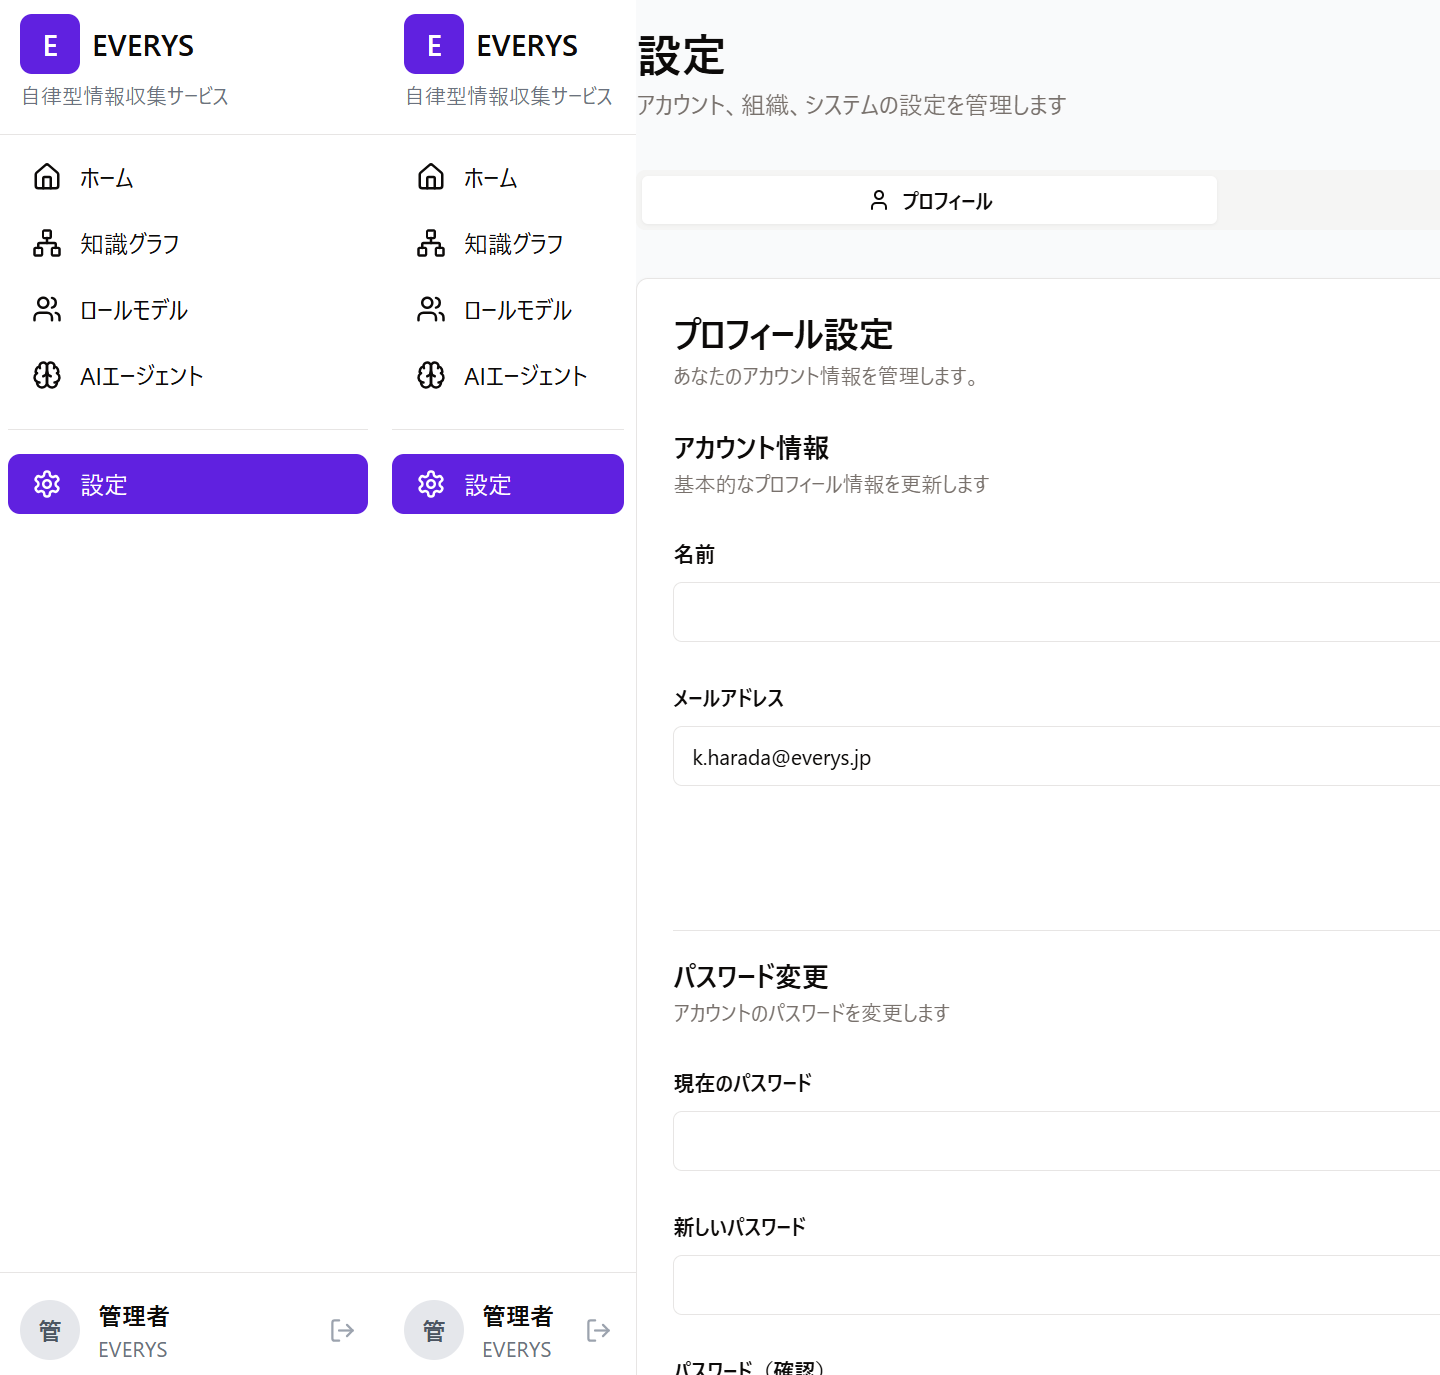 E EVERYS
自律型情報収集サービス
ホーム
知識グラフ
ロールモデル
AIエージェント
設定
管 管理者
EVERYS
E EVERYS
自律型情報収集サービス
ホーム
知識グラフ
ロールモデル
AIエージェント
設定
管 管理者
EVERYS
設定
アカウント、組織、システムの設定を管理します
プロフィール
プロフィール設定
あなたのアカウント情報を管理します。
アカウント情報
基本的なプロフィール情報を更新します
名前
メールアドレス
k.harada@everys.jp
パスワード変更
アカウントのパスワードを変更します
現在のパスワード
新しいパスワード
パスワード（確認）